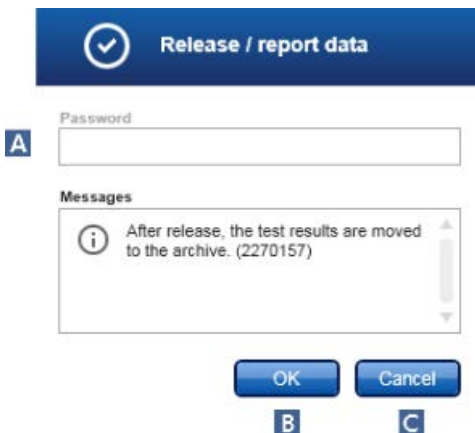 Release / report data
Password
A
Messages
After release, the test results are moved
to the archive. (2270157)
OK
Cancel
B
C